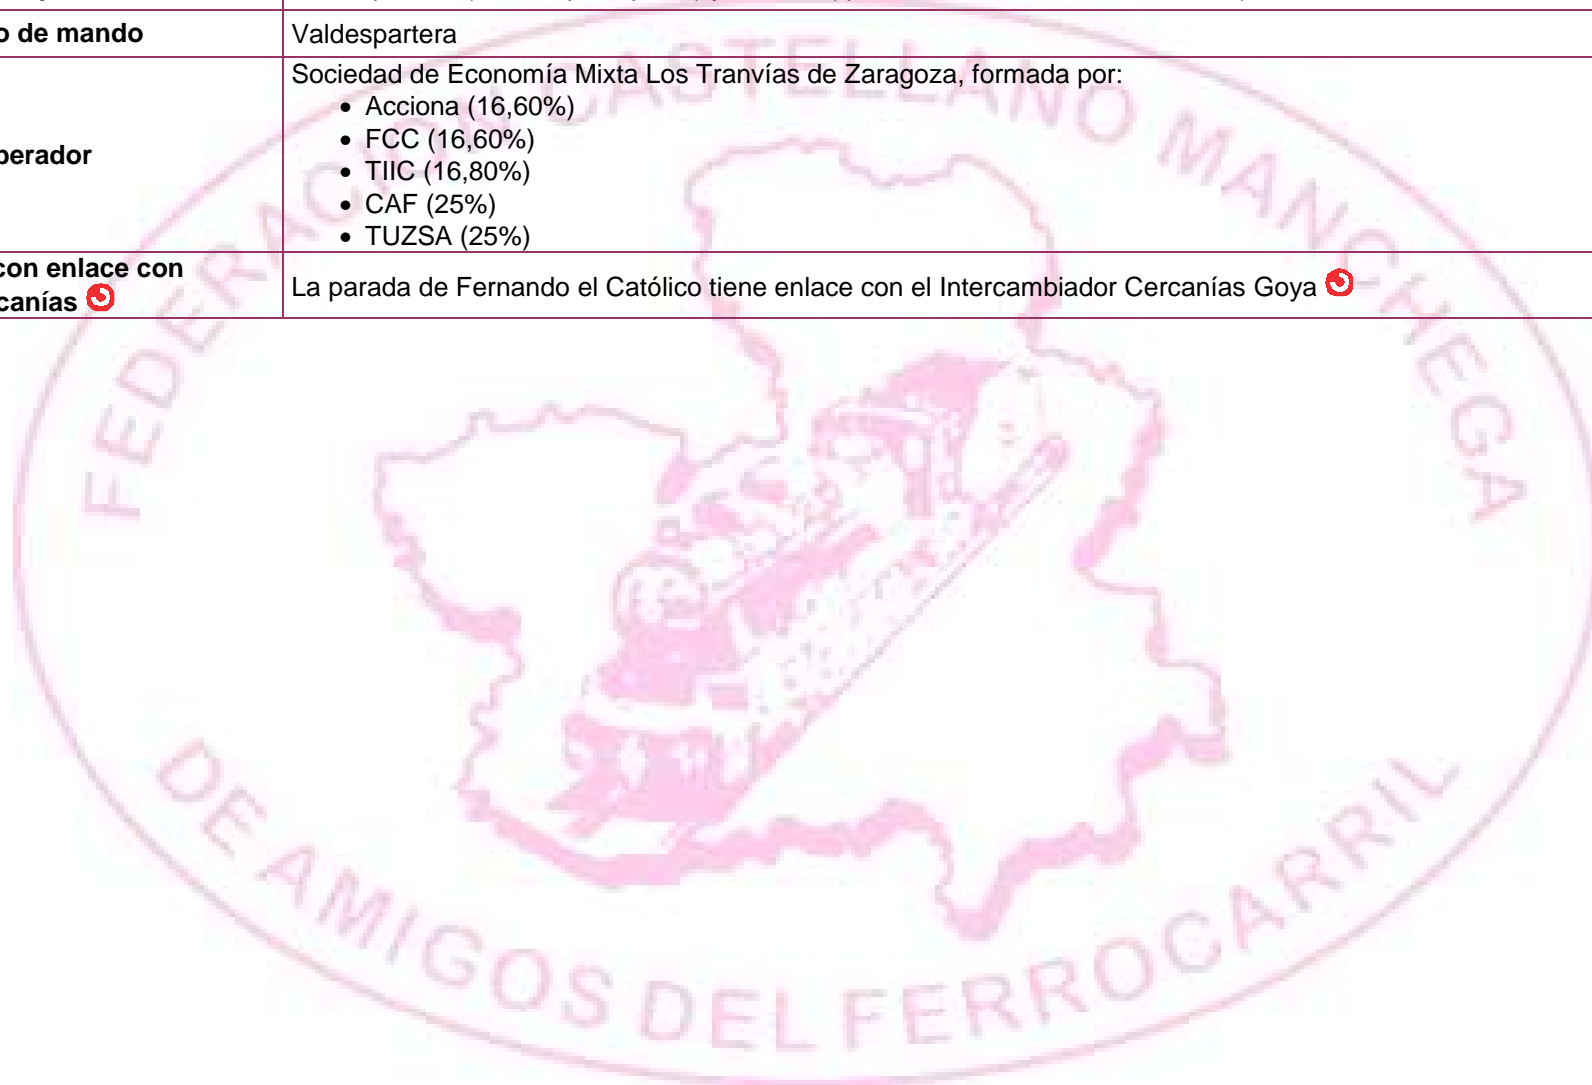 o de mando
Valdespartera
perador
Sociedad de Economía Mixta Los Tranvías de Zaragoza, formada por:
• Acciona (16,60%)
• FCC (16,60%)
• TIIC (16,80%)
• CAF (25%)
• TUZSA (25%)
con enlace con
canías
La parada de Fernando el Católico tiene enlace con el Intercambiador Cercanías Goya
FEDERACION CASTELLANO MANCHEGA
DE AMIGOS DEL FERROCARRIL